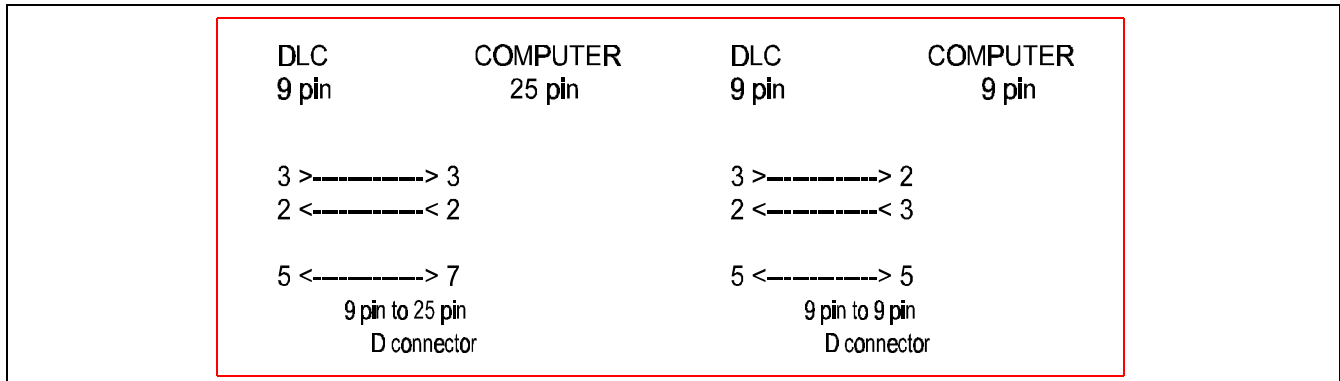 DLC COMPUTER DLC COMPUTER
9 pin 25 pin 9 pin 9 pin
3 >-------------> 3 3 >-------------> 2
2 <-------------< 2 2 <-------------< 3
5 <-------------> 7 5 <-------------> 5
9 pin to 25 pin 9 pin to 9 pin
D connector D connector